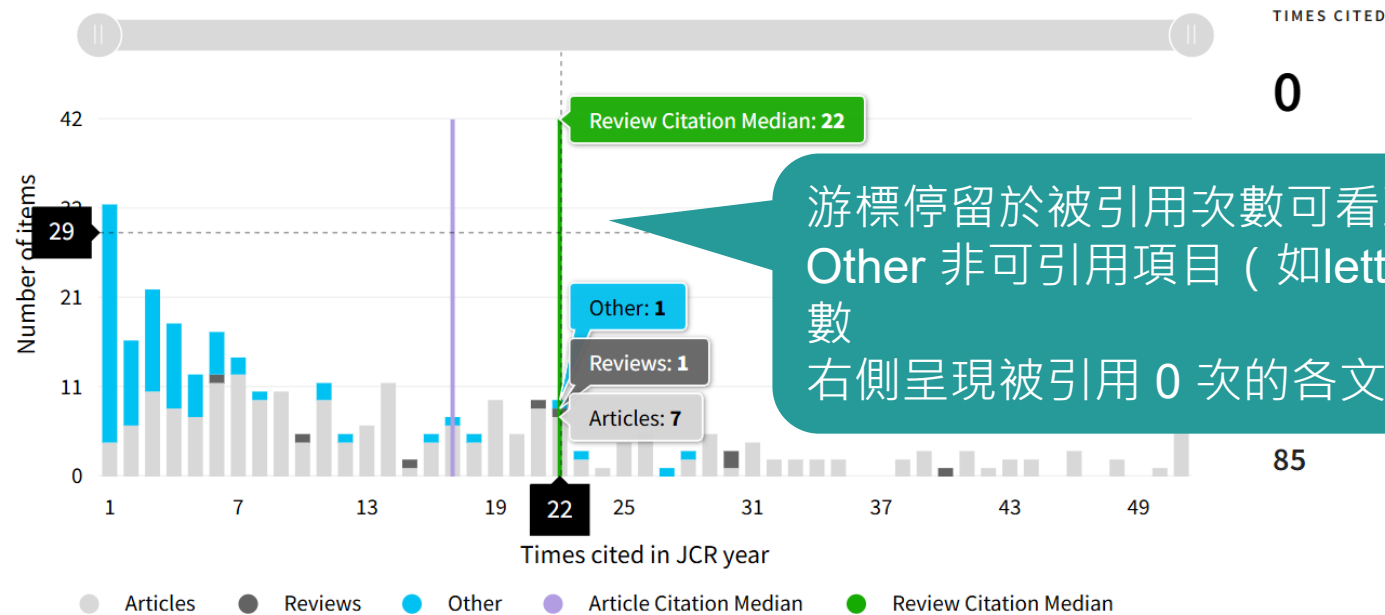 TIMES CITED
0
42
Review Citation Median: 22
游標停留於被引用次數可看
Other 非可引用項目（如lett
數
右側呈現被引用 0 次的各文
Number of items
29
21
Other: 1
Reviews: 1
11
Articles: 7
0
85
1 7 13 19 22 25 31 37 43 49
Times cited in JCR year
Articles Reviews Other Article Citation Median Review Citation Median